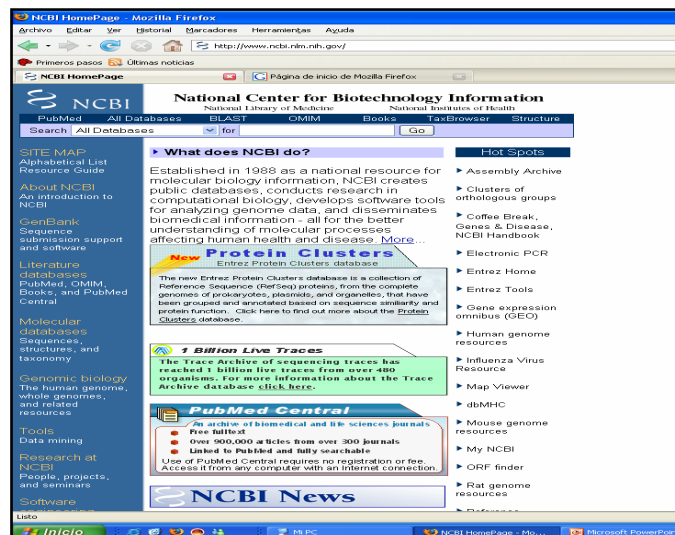 NCBI HomePage - Mozilla Firefox
Archivo Editar Ver Historial Marcadores Herramientas Ayuda
http://www.ncbi.nlm.nih.gov/
Primeros pasos Últimas noticias
NCBI HomePage Página de inicio de Mozilla Firefox
NCBI
National Center for Biotechnology Information
National Library of Medicine National Institutes of Health
PubMed All Databases BLAST OMIM Books TaxBrowser Structure
Search All Databases for Go
SITE MAP
Alphabetical List
Resource Guide
About NCBI
An introduction to
NCBI
GenBank
Sequence
submission support
and software
Literature
databases
PubMed, OMIM,
Books, and PubMed
Central
Molecular
databases
Sequences,
structures, and
taxonomy
Genomic biology
The human genome,
whole genomes,
and related
resources
Tools
Data mining
Research at
NCBI
People, projects,
and seminars
Software
engineering
What does NCBI do?
Established in 1988 as a national resource for
molecular biology information, NCBI creates
public databases, conducts research in
computational biology, develops software tools
for analyzing genome data, and disseminates
biomedical information - all for the better
understanding of molecular processes
affecting human health and disease. More...
New Protein Clusters
Entrez Protein Clusters database
The new Entrez Protein Clusters database is a collection of
Reference Sequence (RefSeq) proteins, from the complete
genomes of prokaryotes, plasmids, and organelles, that have
been grouped and annotated based on sequence similarity and
protein function. Click here to find out more about the Protein
Clusters database.
1 Billion Live Traces
The Trace Archive of sequencing traces has
reached 1 billion live traces from over 480
organisms. For more information about the Trace
Archive database click here.
PubMed Central
An archive of biomedical and life sciences journals
Free fulltext
Over 900,000 articles from over 300 journals
Linked to PubMed and fully searchable
Use of PubMed Central requires no registration or fee.
Access it from any computer with an Internet connection.
NCBI News
Hot Spots
Assembly Archive
Clusters of
orthologous groups
Coffee Break,
Genes & Disease,
NCBI Handbook
Electronic PCR
Entrez Home
Entrez Tools
Gene expression
omnibus (GEO)
Human genome
resources
Influenza Virus
Resource
Map Viewer
dbMHC
Mouse genome
resources
My NCBI
ORF finder
Rat genome
resources
Reference
Listo
Inicio Mi PC NCBI HomePage - Mo... Microsoft PowerPoin